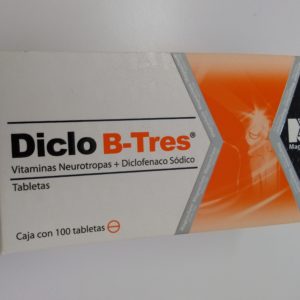 Diclo B-Tres®
Vitaminas Neurotropas + Diclofenaco Sódico
Tabletas
Caja con 100 tabletas